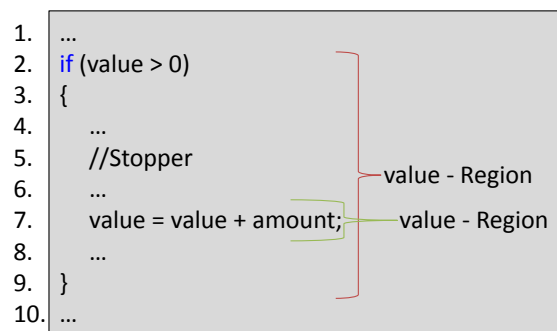 1. ...
2. if (value > 0)
3. {
4. ...
5. //Stopper
6. ...
value - Region
7. value = value + amount; value - Region
8. ...
9. }
10. ...